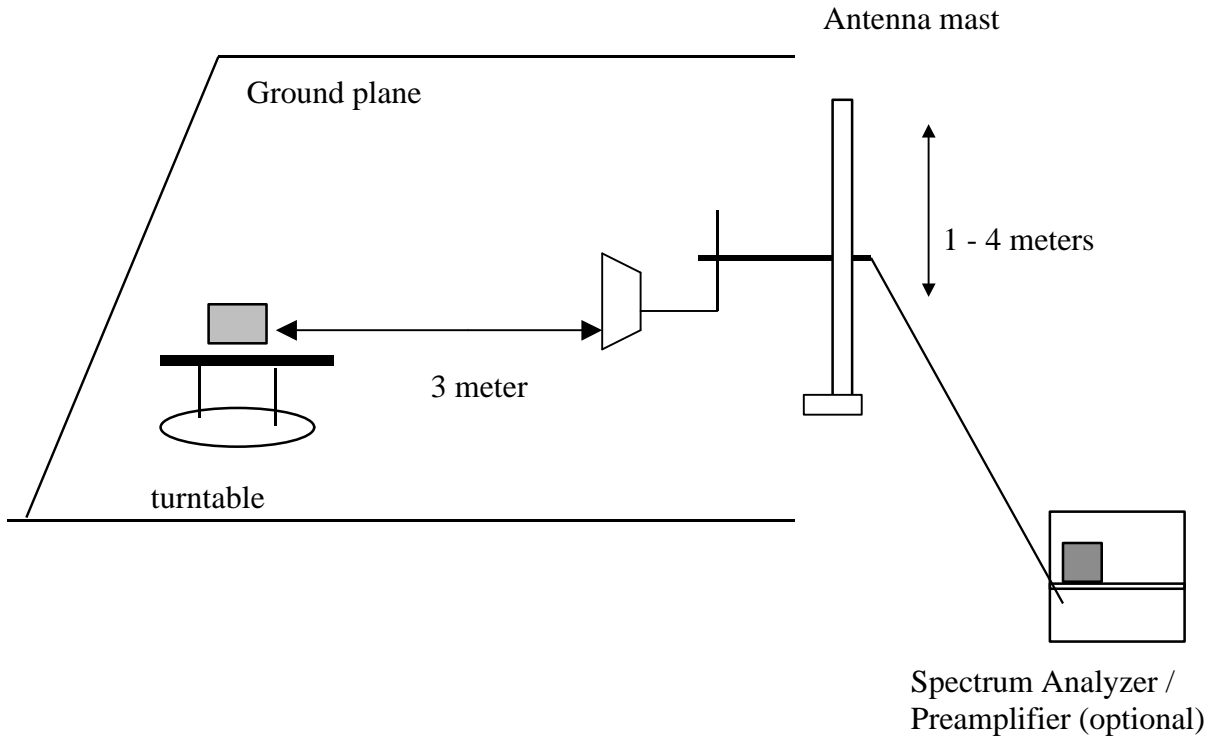 Antenna mast
Ground plane
1 - 4 meters
3 meter
turntable
Spectrum Analyzer /
Preamplifier (optional)